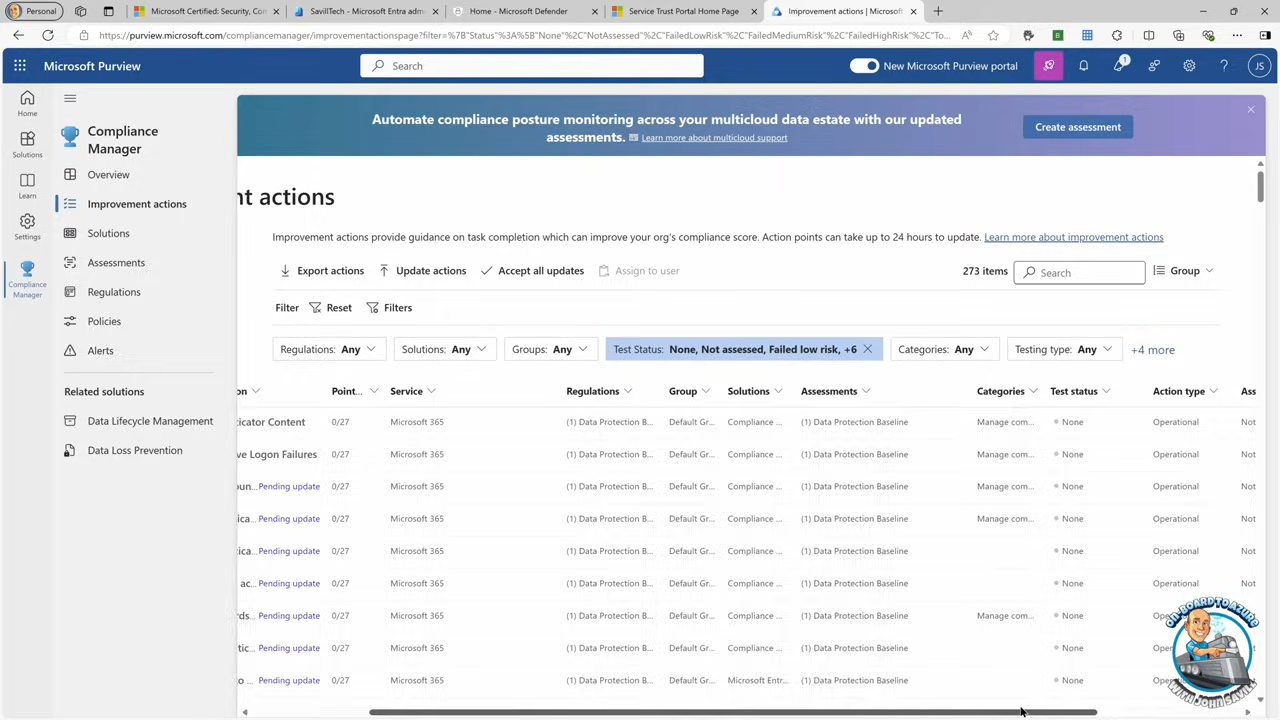 Personal
Microsoft Certified: Security, Con
SavillTech - Microsoft Entra adm
Home - Microsoft Defender
Service Trust Portal Home Page
Improvement actions | Microsof
https://purview.microsoft.com/compliancemanager/improvementactionspage?filter=%7B"Status"%3A%5B"None"%2C"NotAssessed"%2C"FailedLowRisk"%2C"FailedMediumRisk"%2C"FailedHighRisk"%2C"To...
Microsoft Purview
Search
New Microsoft Purview portal
1
JS
Home
Solutions
Learn
Settings
Compliance
Manager
Compliance
Manager
Overview
Improvement actions
Solutions
Assessments
Regulations
Policies
Alerts
Related solutions
Data Lifecycle Management
Data Loss Prevention
Automate compliance posture monitoring across your multicloud data estate with our updated
assessments. Learn more about multicloud support
Create assessment
nt actions
Improvement actions provide guidance on task completion which can improve your org's compliance score. Action points can take up to 24 hours to update. Learn more about improvement actions
Export actions Update actions Accept all updates Assign to user 273 items Search Group
Filter Reset Filters
Regulations: Any Solutions: Any Groups: Any Test Status: None, Not assessed, Failed low risk, +6 Categories: Any Testing type: Any +4 more
on Point... Service Regulations Group Solutions Assessments Categories Test status Action type Ass
icator Content 0/27 Microsoft 365 (1) Data Protection B... Default Gr... Compliance ... (1) Data Protection Baseline Manage com... None Operational Not
ve Logon Failures 0/27 Microsoft 365 (1) Data Protection B... Default Gr... Compliance ... (1) Data Protection Baseline Manage com... None Operational Not
oun... Pending update 0/27 Microsoft 365 (1) Data Protection B... Default Gr... Compliance ... (1) Data Protection Baseline Manage com... None Operational Not
ica... Pending update 0/27 Microsoft 365 (1) Data Protection B... Default Gr... Compliance ... (1) Data Protection Baseline Manage com... None Operational Not
ica... Pending update 0/27 Microsoft 365 (1) Data Protection B... Default Gr... Compliance ... (1) Data Protection Baseline None Operational Not
ac... Pending update 0/27 Microsoft 365 (1) Data Protection B... Default Gr... Compliance ... (1) Data Protection Baseline None Operational Not
rds... Pending update 0/27 Microsoft 365 (1) Data Protection B... Default Gr... Compliance ... (1) Data Protection Baseline Manage com... None Operational
tic... Pending update 0/27 Microsoft 365 (1) Data Protection B... Default Gr... Compliance ... (1) Data Protection Baseline None
to ... Pending update 0/27 Microsoft 365 (1) Data Protection B... Default Gr... Microsoft Entr... (1) Data Protection Baseline None
ON-BOARD TO AZURE
WITH JOHN SAVILL